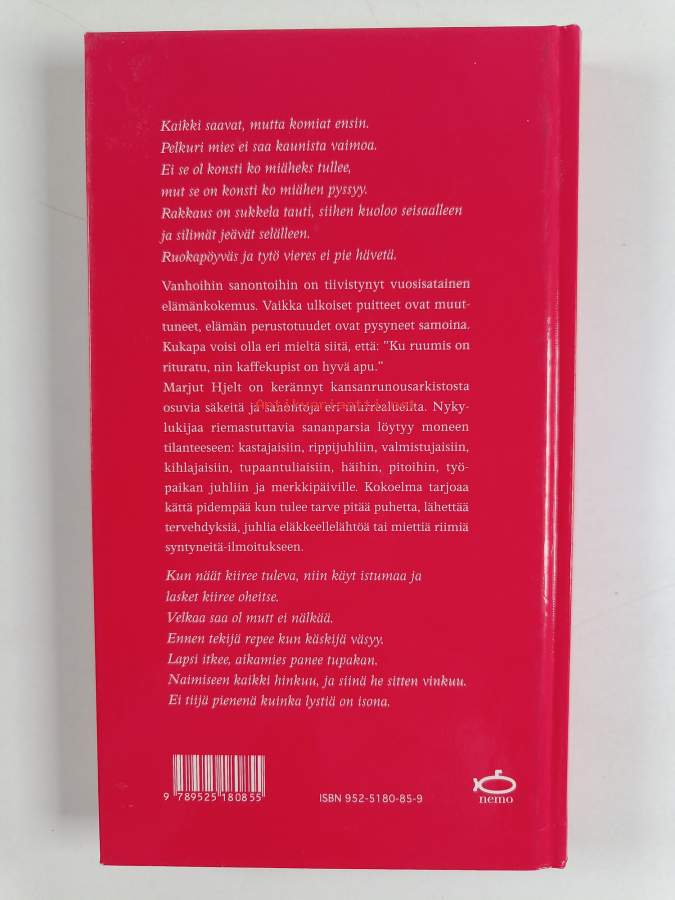 Kaikki saavat, mutta komiat ensin.
Pelkuri mies ei saa kaunista vaimoa.
Ei se ol konsti ko miäheks tullee,
mut se on konsti ko miähen pyssyy.
Rakkaus on sukkela tauti, siihen kuoloo seisaalleen
ja silimät jeävät selälleen.
Ruokapöyväs ja tytö vieres ei pie hävetä.
Vanhoihin sanontoihin on tiivistynyt vuosisatainen
elämänkokemus. Vaikka ulkoiset puitteet ovat muut-
tuneet, elämän perustotuudet ovat pysyneet samoina.
Kukapa voisi olla eri mieltä siitä, että: "Ku ruumis on
rituratu, nin kaffekupist on hyvä apu."
Marjut Hjelt on kerännyt kansanrunousarkistosta
osuvia säkeitä ja sanontoja eri murrealueilta. Nyky-
Antikvariaatti.net
lukijaa riemastuttavia sananparsia löytyy moneen
tilanteeseen: kastajaisiin, rippijuhliin, valmistujaisiin,
kihlajaisiin, tupaantuliaisiin, häihin, pitoihin, työ-
paikan juhliin ja merkkipäiville. Kokoelma tarjoaa
kättä pidempää kun tulee tarve pitää puhetta, lähettää
tervehdyksiä, juhlia eläkkeellelähtöä tai miettiä riimiä
syntyneitä-ilmoitukseen.
Kun näät kiiree tuleva, niin käyt istumaa ja
lasket kiiree oheitse.
Velkaa saa ol mutt ei nälkää.
Ennen tekijä repee kun käskijä väsyy.
Lapsi itkee, aikamies panee tupakan.
Naimiseen kaikki hinkuu, ja siinä he sitten vinkuu.
Ei tiijä pienenä kuinka lystiä on isona.
9 789525 180855
ISBN 952-5180-85-9
nemo